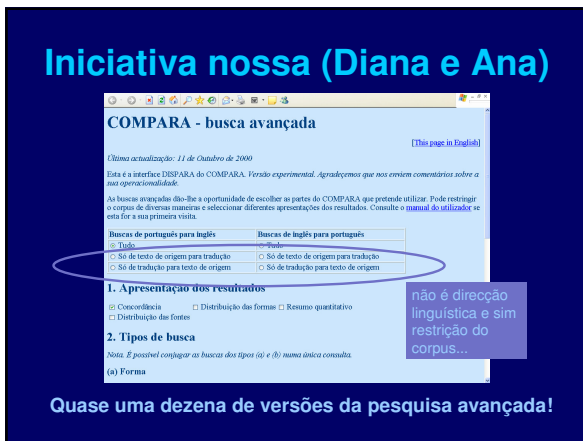 Iniciativa nossa (Diana e Ana)
COMPARA - busca avançada
[This page in English]
Última actualização: 11 de Outubro de 2000
Esta é a interface DISPARA do COMPARA. Versão experimental. Agradecemos que nos enviem comentários sobre a
sua operacionalidade.
As buscas avançadas dão-lhe a oportunidade de escolher as partes do COMPARA que pretende utilizar. Pode restringir
o corpus de diversas maneiras e seleccionar diferentes apresentações dos resultados. Consulte o manual do utilizador se
esta for a sua primeira visita.
Buscas de português para inglês Buscas de inglês para português
Tudo Tudo
Só de texto de origem para tradução Só de texto de origem para tradução
Só de tradução para texto de origem Só de tradução para texto de origem
1. Apresentação dos resultados
Concordância Distribuição das formas Resumo quantitativo
Distribuição das fontes
2. Tipos de busca
Nota. É possível conjugar as buscas dos tipos (a) e (b) numa única consulta.
(a) Forma
não é direcção
linguística e sim
restrição do
corpus...
Quase uma dezena de versões da pesquisa avançada!